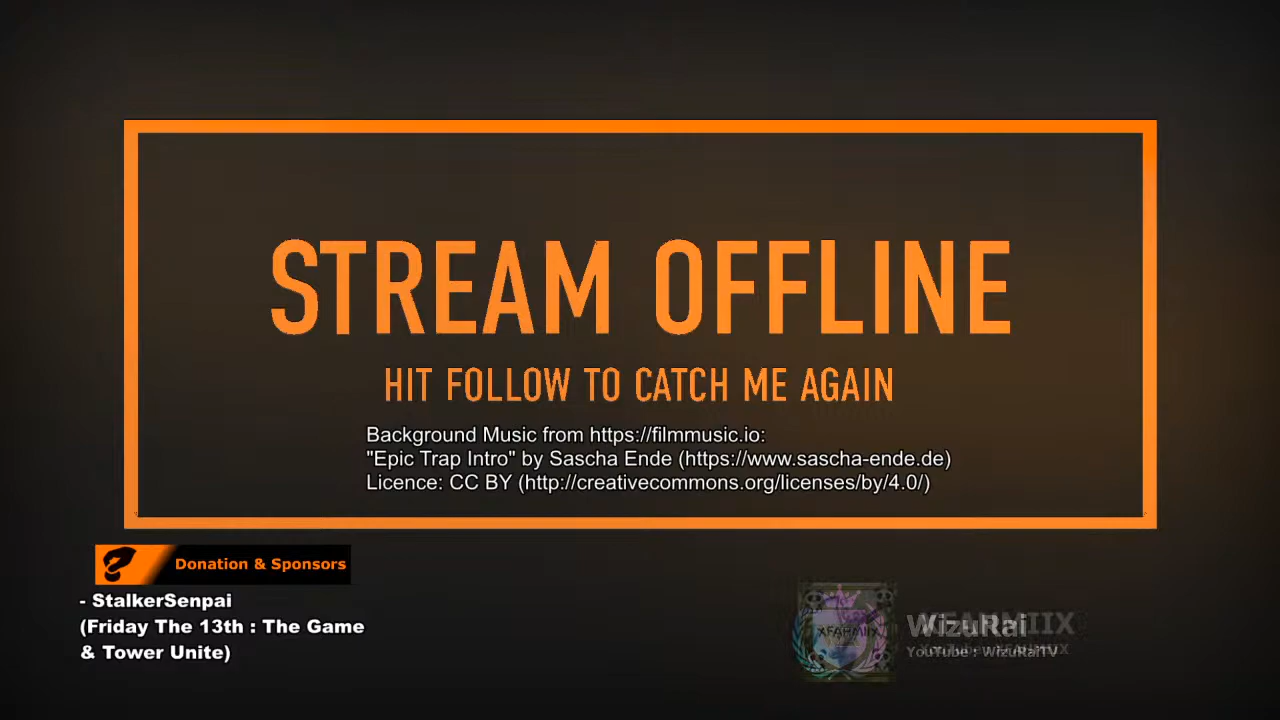 STREAM OFFLINE
HIT FOLLOW TO CATCH ME AGAIN
Background Music from https://filmmusic.io:
"Epic Trap Intro" by Sascha Ende (https://www.sascha-ende.de)
Licence: CC BY (http://creativecommons.org/licenses/by/4.0/)
Donation & Sponsors
- StalkerSenpai
(Friday The 13th : The Game
& Tower Unite)
XFAHMIIX
WizuRai
YouTube : WizuRaiTV